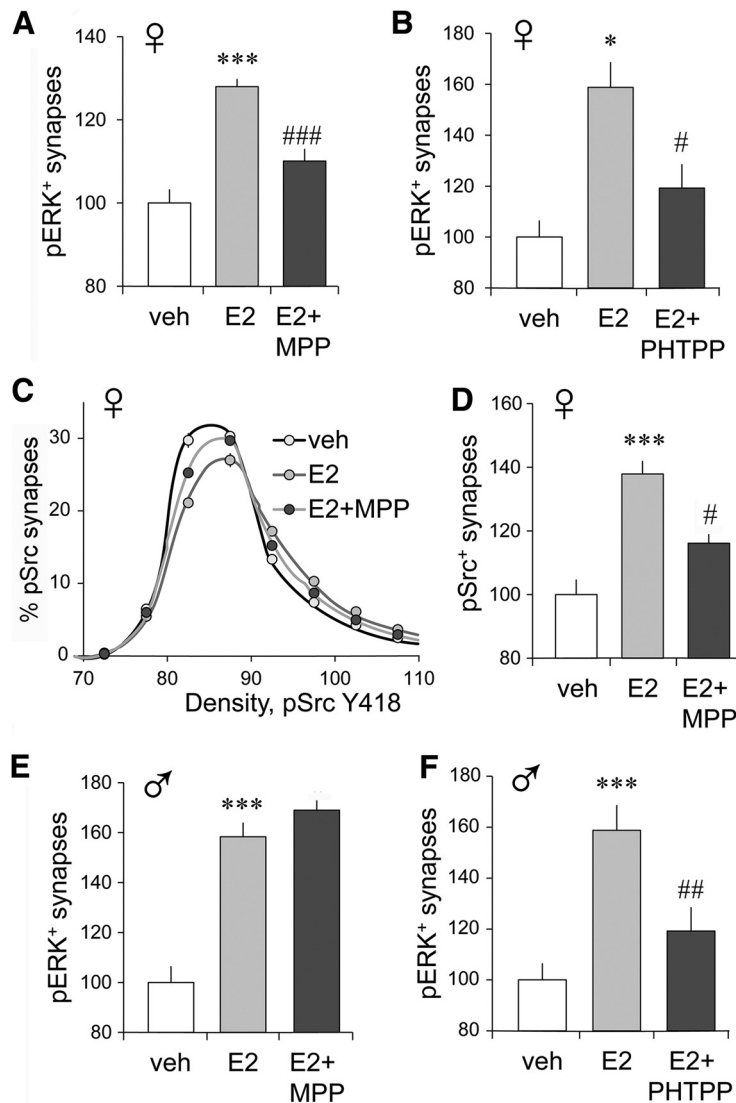 A
♀
pERK+ synapses
140
120
100
80
***
###
veh
E2
E2+
MPP
B
♀
pERK+ synapses
180
160
140
120
100
80
*
#
veh
E2
E2+
PHTPP
C
♀
% pSrc synapses
30
20
10
0
70
80
90
100
110
Density, pSrc Y418
veh
E2
E2+MPP
D
♀
pSrc+ synapses
160
140
120
100
80
***
#
veh
E2
E2+
MPP
E
♂
pERK+ synapses
180
160
140
120
100
80
***
veh
E2
E2+
MPP
F
♂
pERK+ synapses
180
160
140
120
100
80
***
##
veh
E2
E2+
PHTPP